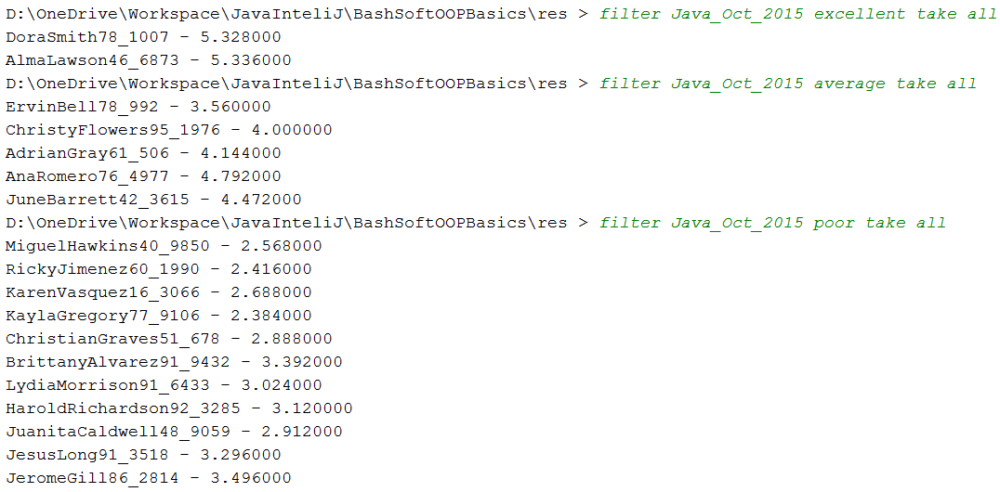 D:\OneDrive\Workspace\JavaInteliJ\BashSoftOOPBasics\res > filter Java_Oct_2015 excellent take all
DoraSmith78_1007 - 5.328000
AlmaLawson46_6873 - 5.336000
D:\OneDrive\Workspace\JavaInteliJ\BashSoftOOPBasics\res > filter Java_Oct_2015 average take all
ErvinBell78_992 - 3.560000
ChristyFlowers95_1976 - 4.000000
AdrianGray61_506 - 4.144000
AnaRomero76_4977 - 4.792000
JuneBarrett42_3615 - 4.472000
D:\OneDrive\Workspace\JavaInteliJ\BashSoftOOPBasics\res > filter Java_Oct_2015 poor take all
MiguelHawkins40_9850 - 2.568000
RickyJimenez60_1990 - 2.416000
KarenVasquez16_3066 - 2.688000
KaylaGregory77_9106 - 2.384000
ChristianGraves51_678 - 2.888000
BrittanyAlvarez91_9432 - 3.392000
LydiaMorrison91_6433 - 3.024000
HaroldRichardson92_3285 - 3.120000
JuanitaCaldwell48_9059 - 2.912000
JesusLong91_3518 - 3.296000
JeromeGill86_2814 - 3.496000